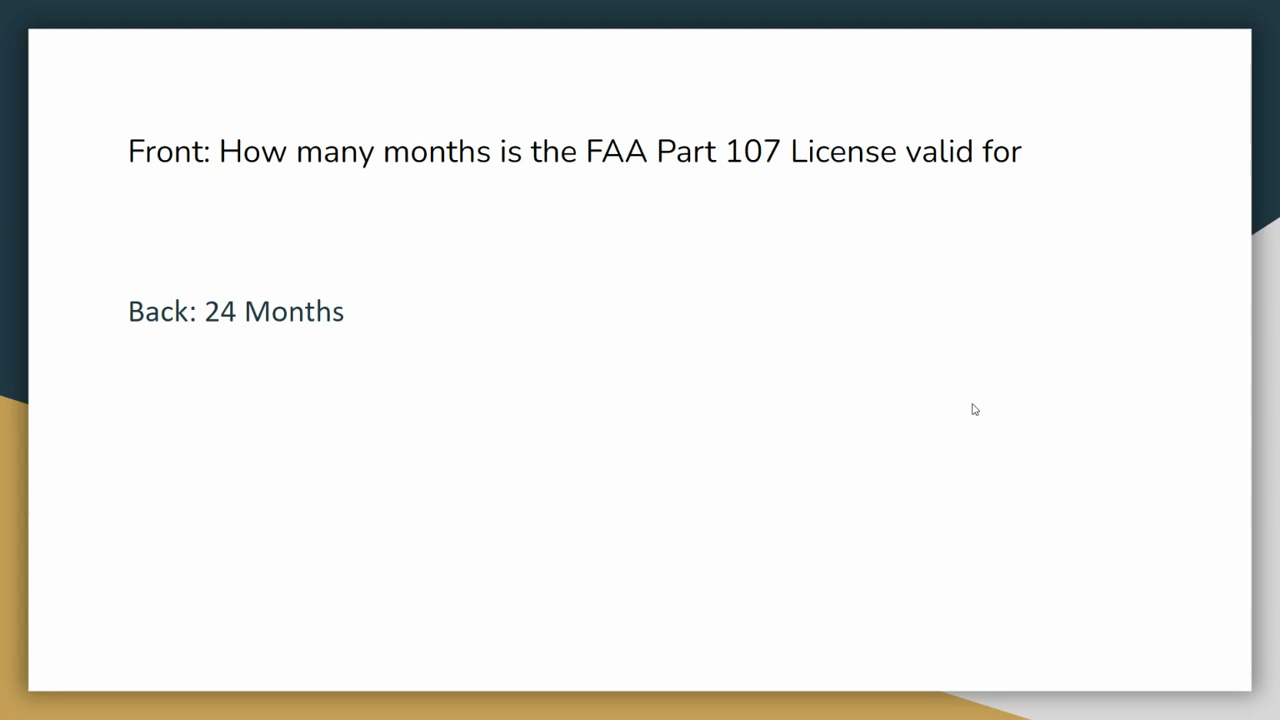 Front: How many months is the FAA Part 107 License valid for
Back: 24 Months